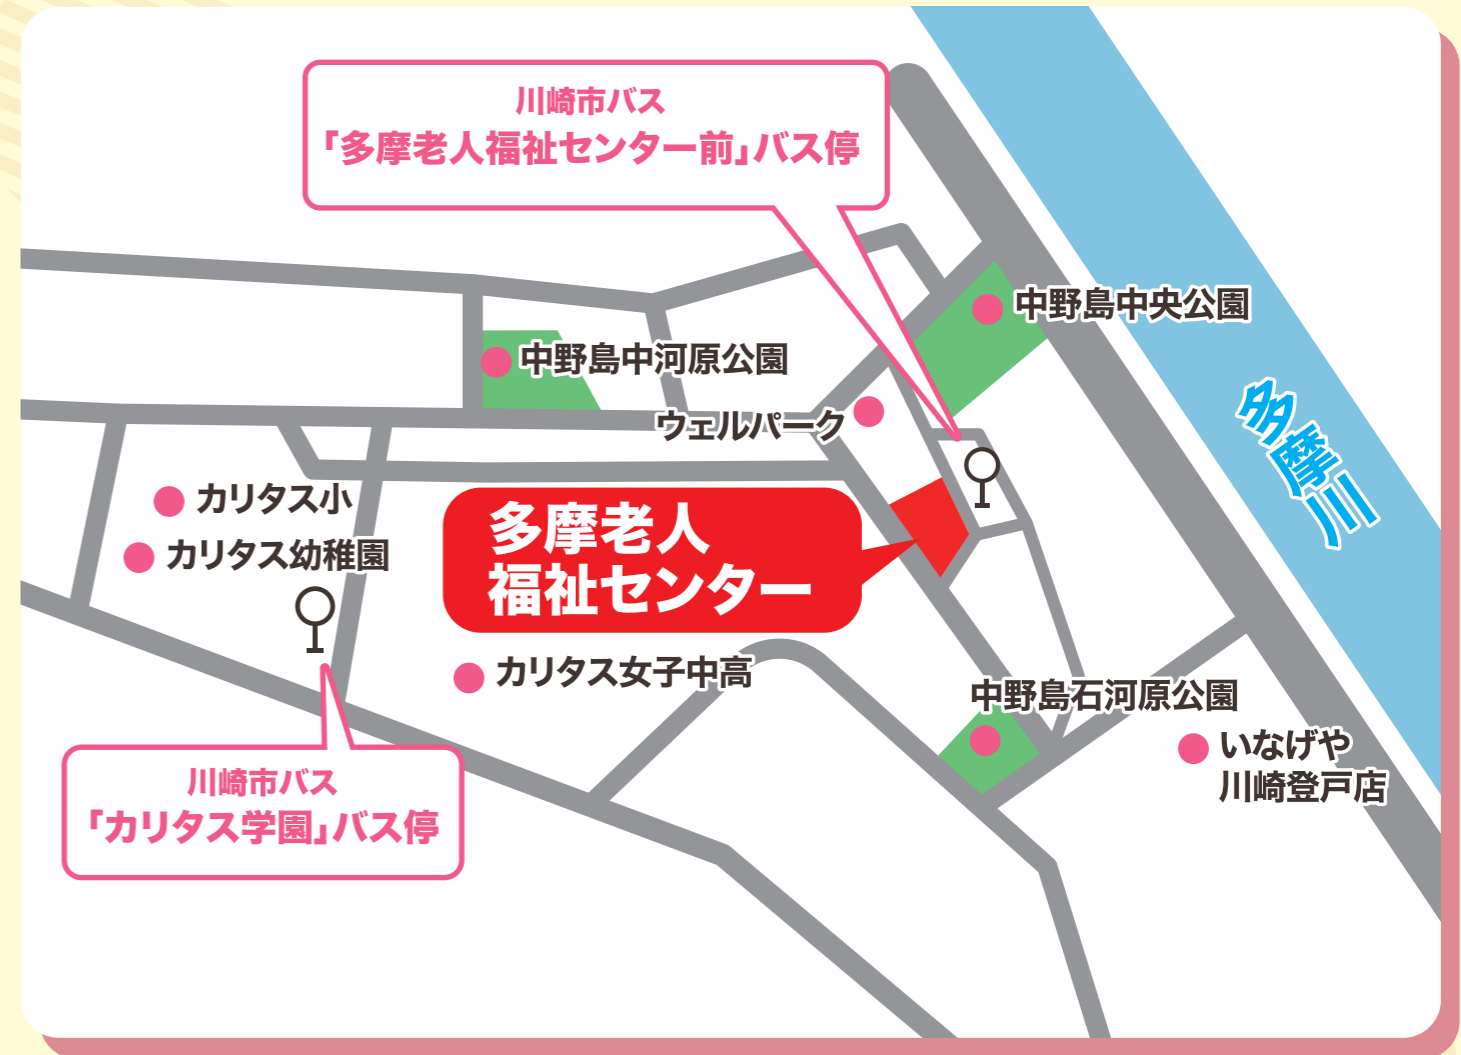 川崎市バス
「多摩老人福祉センター前」バス停
中野島中央公園
中野島中河原公園
ウェルパーク
多摩川
カリタス小
カリタス幼稚園
多摩老人
福祉センター
カリタス女子中高
中野島石河原公園
いなげや
川崎登戸店
川崎市バス
「カリタス学園」バス停